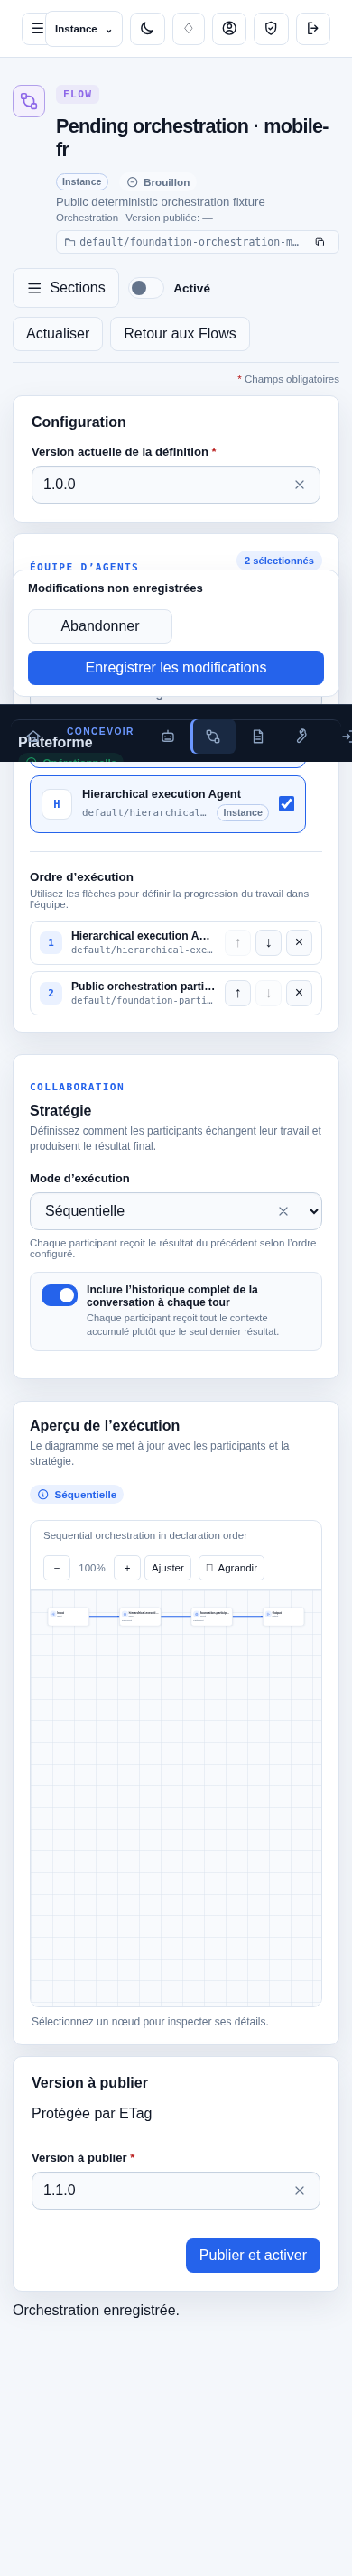 Instance
FLOW
Pending orchestration · mobile-
fr
Instance
Brouillon
Public deterministic orchestration fixture
Orchestration Version publiée: —
default/foundation-orchestration-m…
Sections
Activé
Actualiser
Retour aux Flows
* Champs obligatoires
Configuration
Version actuelle de la définition *
1.0.0
ÉQUIPE D’AGENTS
2 sélectionnés
Modifications non enregistrées
Abandonner
Enregistrer les modifications
CONCEVOIR
Plateforme
Opérationnelle
H
Hierarchical execution Agent
default/hierarchical…
Instance
Ordre d’exécution
Utilisez les flèches pour définir la progression du travail dans
l’équipe.
1
Hierarchical execution A…
default/hierarchical-exe…
↑ ↓ ×
2
Public orchestration parti…
default/foundation-parti…
↑ ↓ ×
COLLABORATION
Stratégie
Définissez comment les participants échangent leur travail et
produisent le résultat final.
Mode d’exécution
Séquentielle
Chaque participant reçoit le résultat du précédent selon l’ordre
configuré.
Inclure l’historique complet de la
conversation à chaque tour
Chaque participant reçoit tout le contexte
accumulé plutôt que le seul dernier résultat.
Aperçu de l’exécution
Le diagramme se met à jour avec les participants et la
stratégie.
Séquentielle
Sequential orchestration in declaration order
− 100% + Ajuster Agrandir
Input
Output
Sélectionnez un nœud pour inspecter ses détails.
Version à publier
Protégée par ETag
Version à publier *
1.1.0
Publier et activer
Orchestration enregistrée.